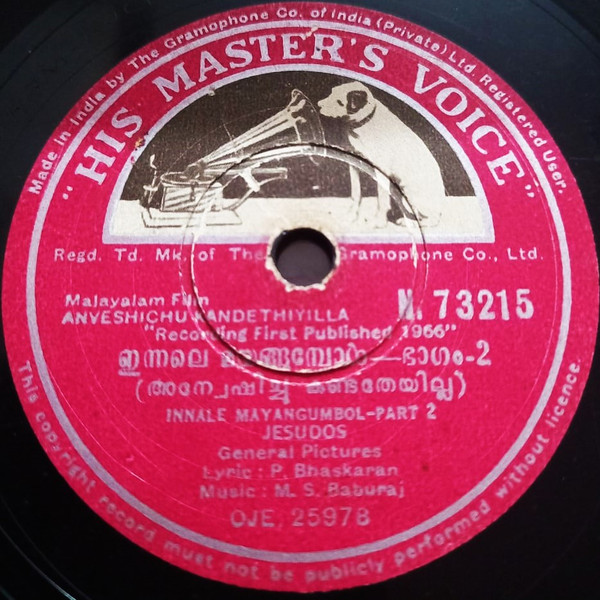 Made in India by The Gramophone Co. of India (Private) Ltd. Registered User.
"HIS MASTER'S VOICE"
Regd. Td. Mk. of The Gramophone Co., Ltd.
Malayalam Film
ANVESHICHU KANDETHIYILLA
N. 73215
"Recording First Published 1966"
ഇന്നലെ മയങ്ങുമ്പോൾ—ഭാഗം-2
(അന്വേഷിച്ചു കണ്ടതേയില്ല)
INNALE MAYANGUMBOL-PART 2
JESUDOS
General Pictures
Lyric : P. Bhaskaran
Music : M. S. Baburaj
OJE, 25978
This copyright record must not be publicly performed without licence.